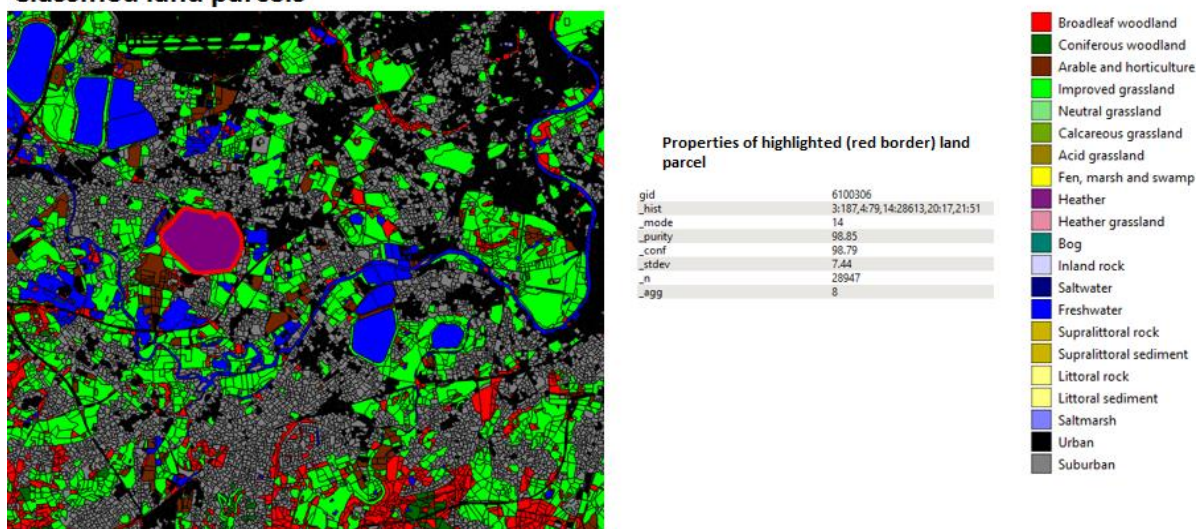 Classified land parcels
Properties of highlighted (red border) land
parcel
gid 6100306
_hist 3:187,4:79,14:28613,20:17,21:51
_mode 14
_purity 98.85
_conf 98.79
_stdev 7.44
_n 28947
_agg 8
Broadleaf woodland
Coniferous woodland
Arable and horticulture
Improved grassland
Neutral grassland
Calcareous grassland
Acid grassland
Fen, marsh and swamp
Heather
Heather grassland
Bog
Inland rock
Saltwater
Freshwater
Supralittoral rock
Supralittoral sediment
Littoral rock
Littoral sediment
Saltmarsh
Urban
Suburban